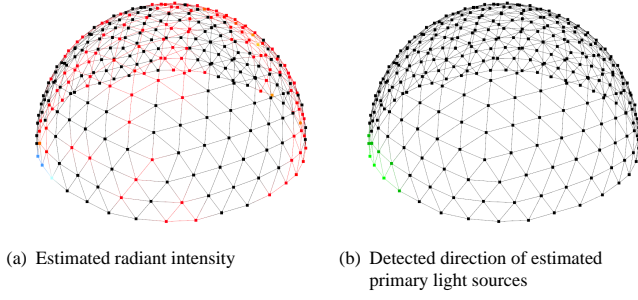 (a) Estimated radiant intensity
(b) Detected direction of estimated
primary light sources